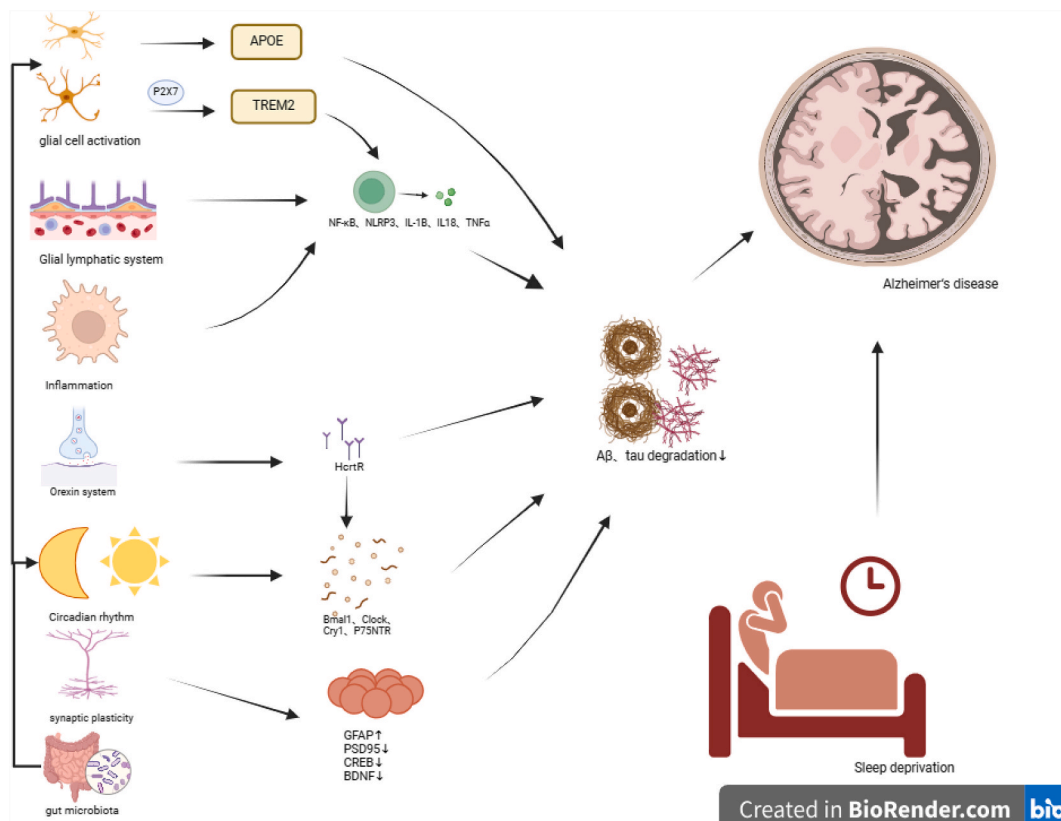 APOE
P2X7
TREM2
glial cell activation
NF-κB、NLRP3、IL-1B、IL18、TNFα
Glial lymphatic system
Alzheimer's disease
Inflammation
Aβ、tau degradation↓
HcrtR
Orexin system
Circadian rhythm
Bmal1、Clock、
Cry1、P75NTR
synaptic plasticity
GFAP↑
PSD95↓
CREB↓
BDNF↓
Sleep deprivation
gut microbiota
Created in BioRender.com
bio